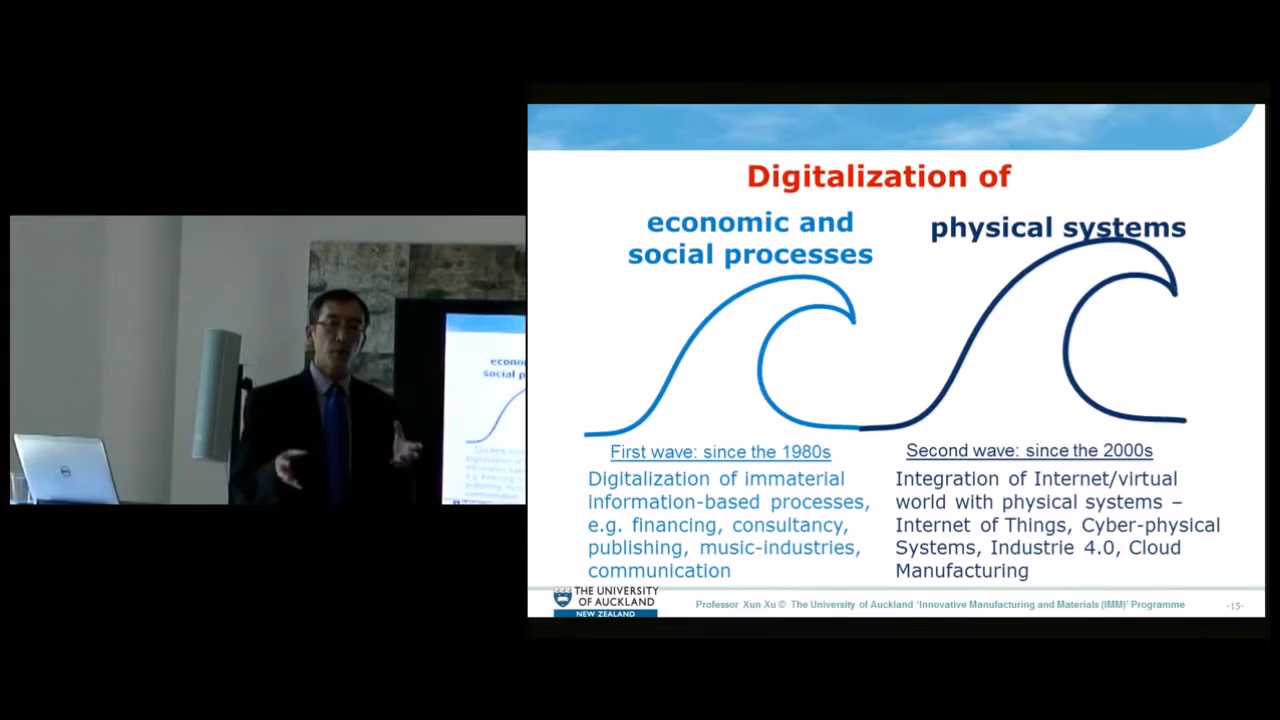 Digitalization of
economic and
social processes
physical systems
First wave: since the 1980s
Digitalization of immaterial
information-based processes,
e.g. financing, consultancy,
publishing, music-industries,
communication
Second wave: since the 2000s
Integration of Internet/virtual
world with physical systems –
Internet of Things, Cyber-physical
Systems, Industrie 4.0, Cloud
Manufacturing
THE UNIVERSITY
OF AUCKLAND
NEW ZEALAND
Professor Xun Xu © The University of Auckland 'Innovative Manufacturing and Materials (IMM)' Programme
-15-